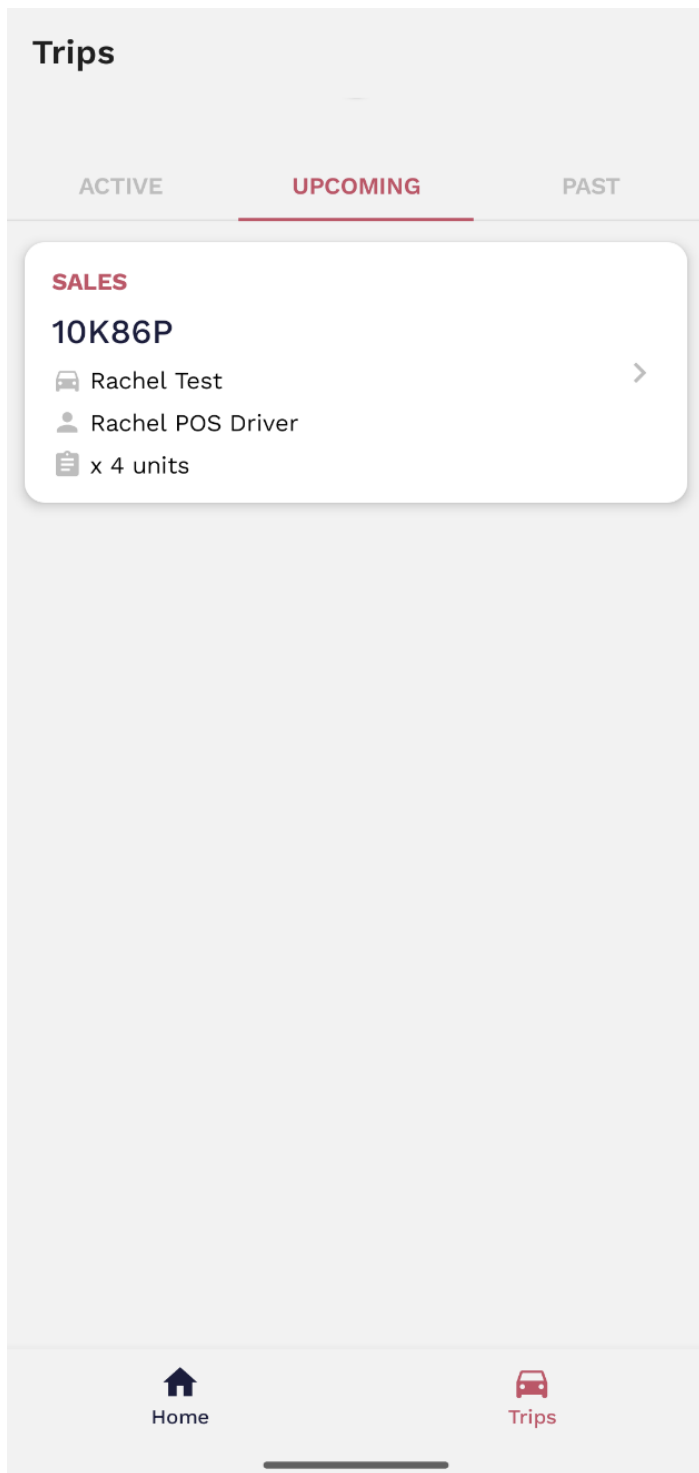 Trips
ACTIVE
UPCOMING
PAST
SALES
10K86P
Rachel Test
Rachel POS Driver
x 4 units
Home
Trips